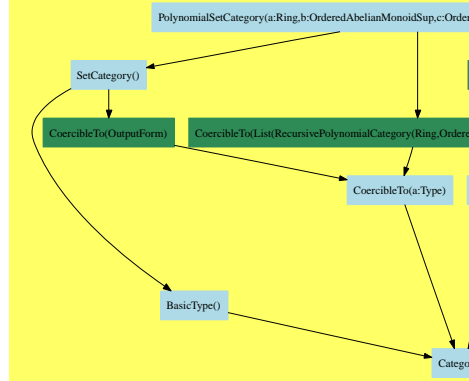 PolynomialSetCategory(a:Ring,b:OrderedAbelianMonoidSup,c:Order
SetCategory()
CoercibleTo(OutputForm)
CoercibleTo(List(RecursivePolynomialCategory(Ring,Ordere
CoercibleTo(a:Type)
BasicType()
Catego